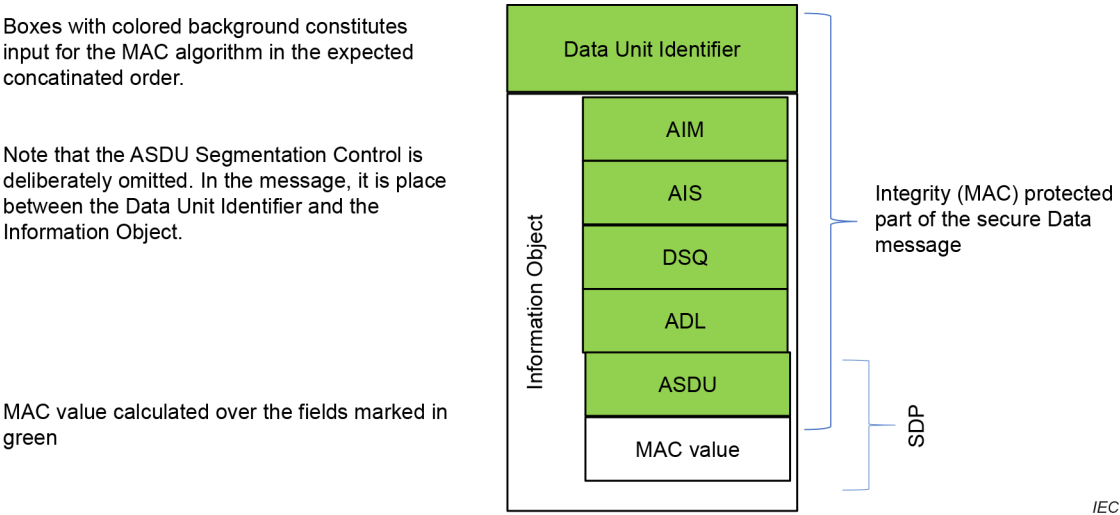 Boxes with colored background constitutes
input for the MAC algorithm in the expected
concatinated order.
Note that the ASDU Segmentation Control is
deliberately omitted. In the message, it is place
between the Data Unit Identifier and the
Information Object.
MAC value calculated over the fields marked in
green
Data Unit Identifier
Information Object
AIM
AIS
DSQ
ADL
ASDU
MAC value
Integrity (MAC) protected
part of the secure Data
message
SDP
IEC